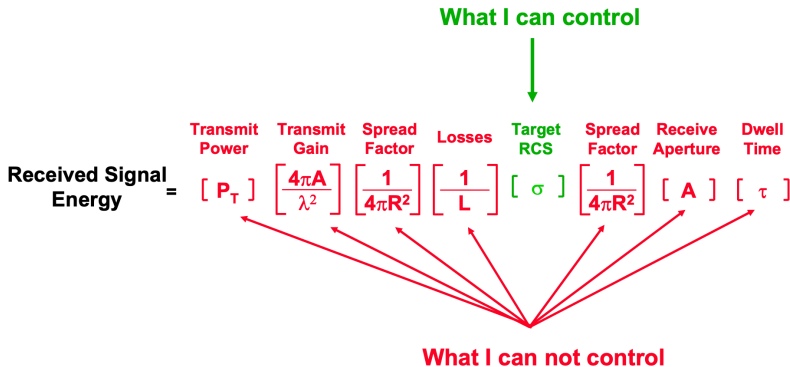 What I can control
Transmit Transmit Spread Losses Target Spread Receive Dwell
Power Gain Factor RCS Factor Aperture Time
Received Signal Energy = [ P_T ] [ 4πA / λ² ] [ 1 / 4πR² ] [ 1 / L ] [ σ ] [ 1 / 4πR² ] [ A ] [ τ ]
What I can not control